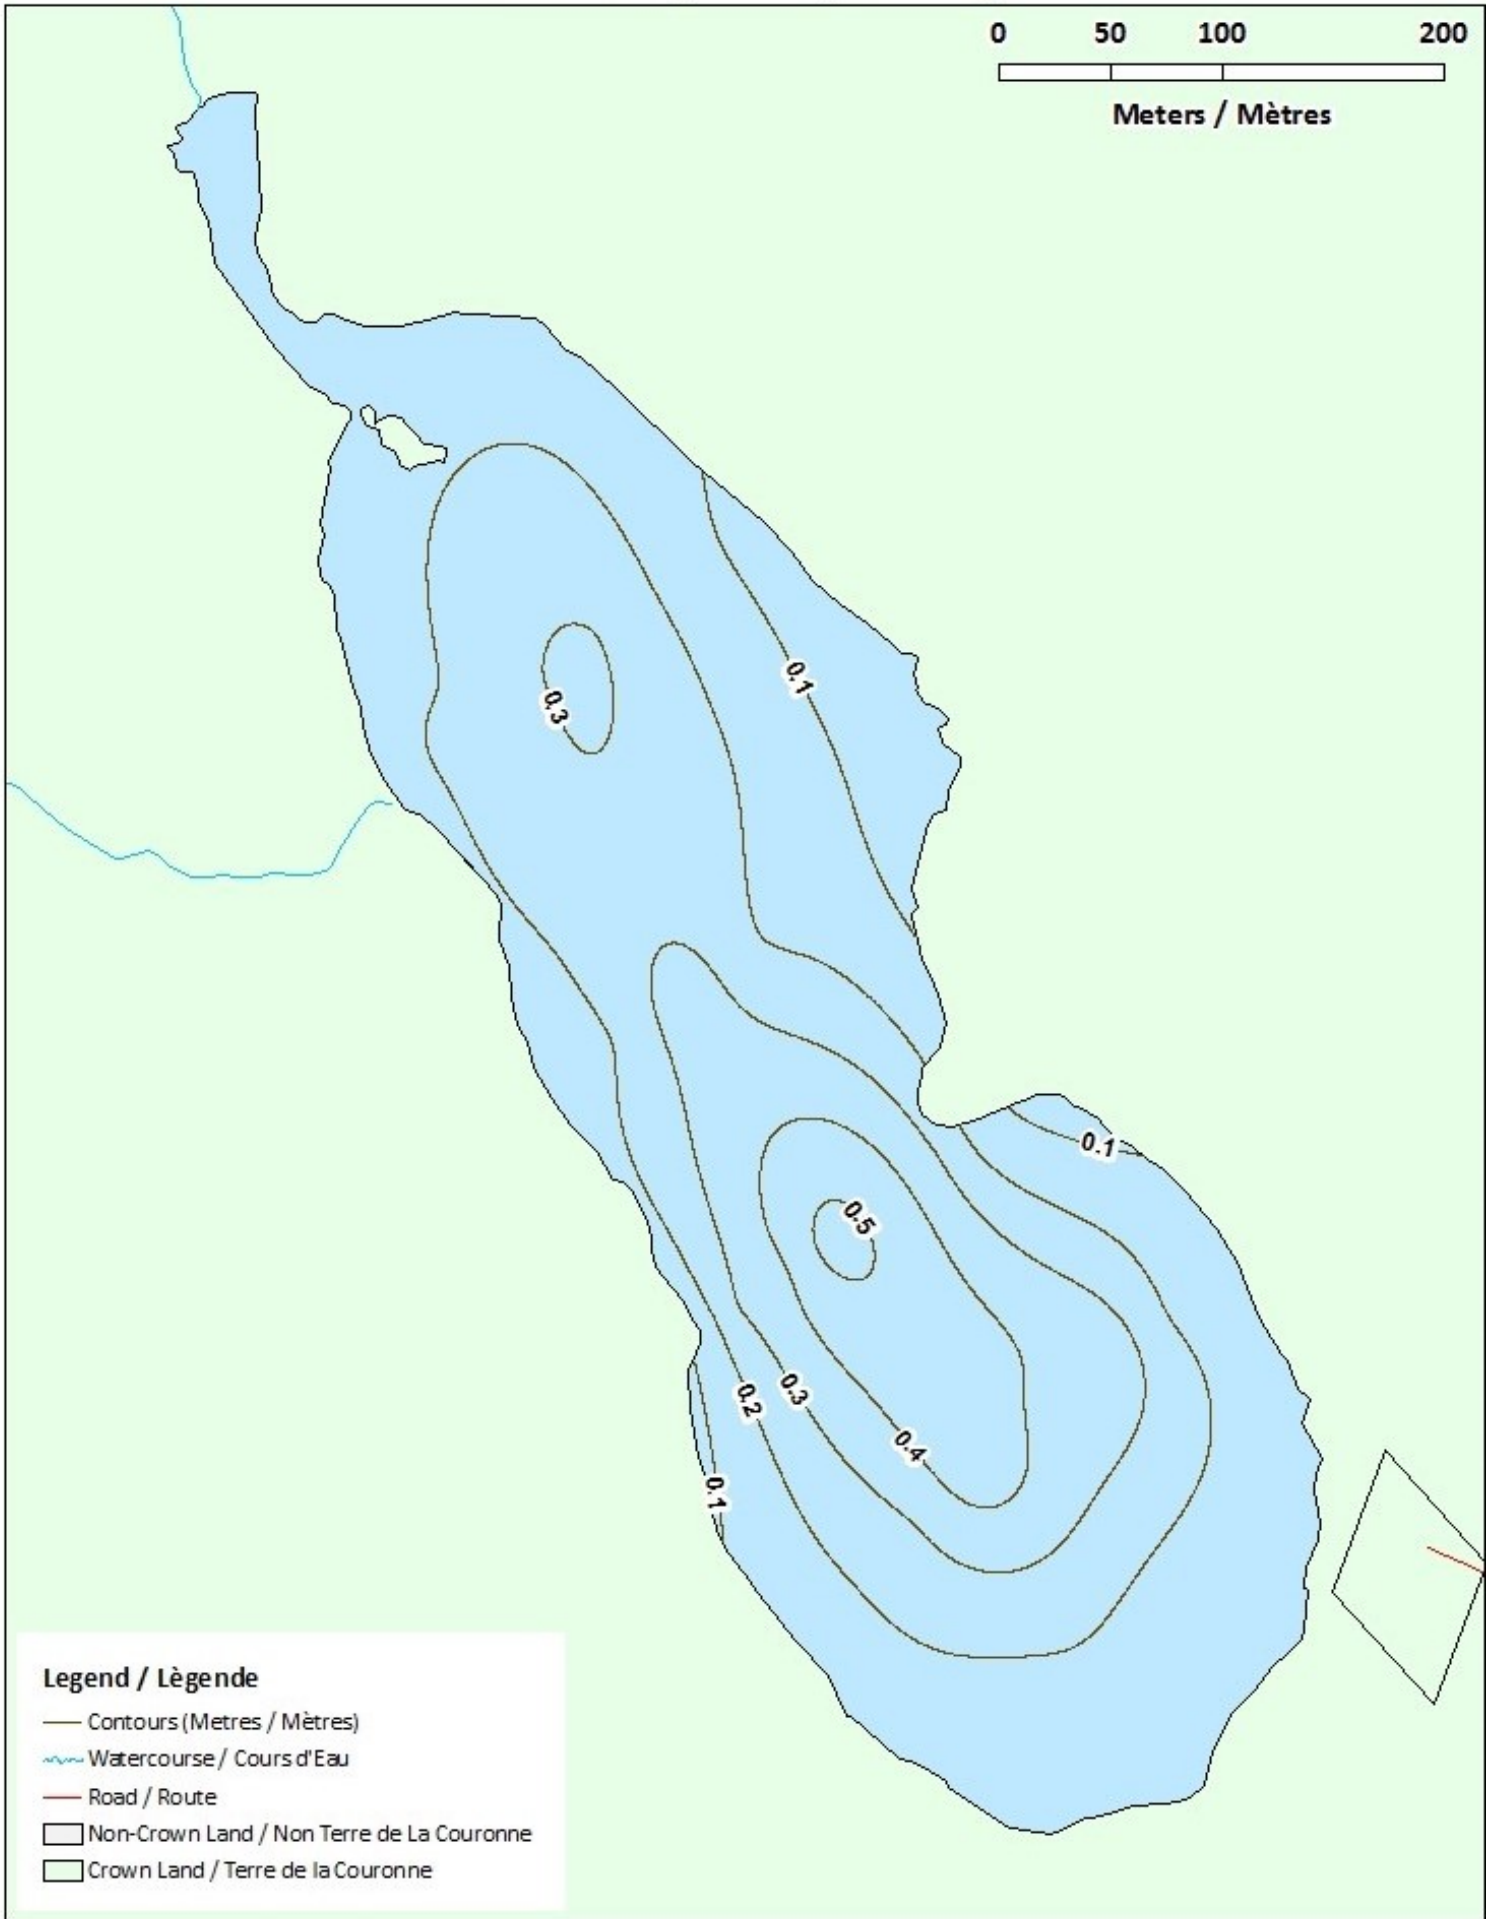 0 50 100 200
Meters / Mètres
0.1
0.3
0.1
0.5
0.3
0.2
0.4
0.1
Legend / Lègende
Contours (Metres / Mètres)
Watercourse / Cours d'Eau
Road / Route
Non-Crown Land / Non Terre de La Couronne
Crown Land / Terre de la Couronne